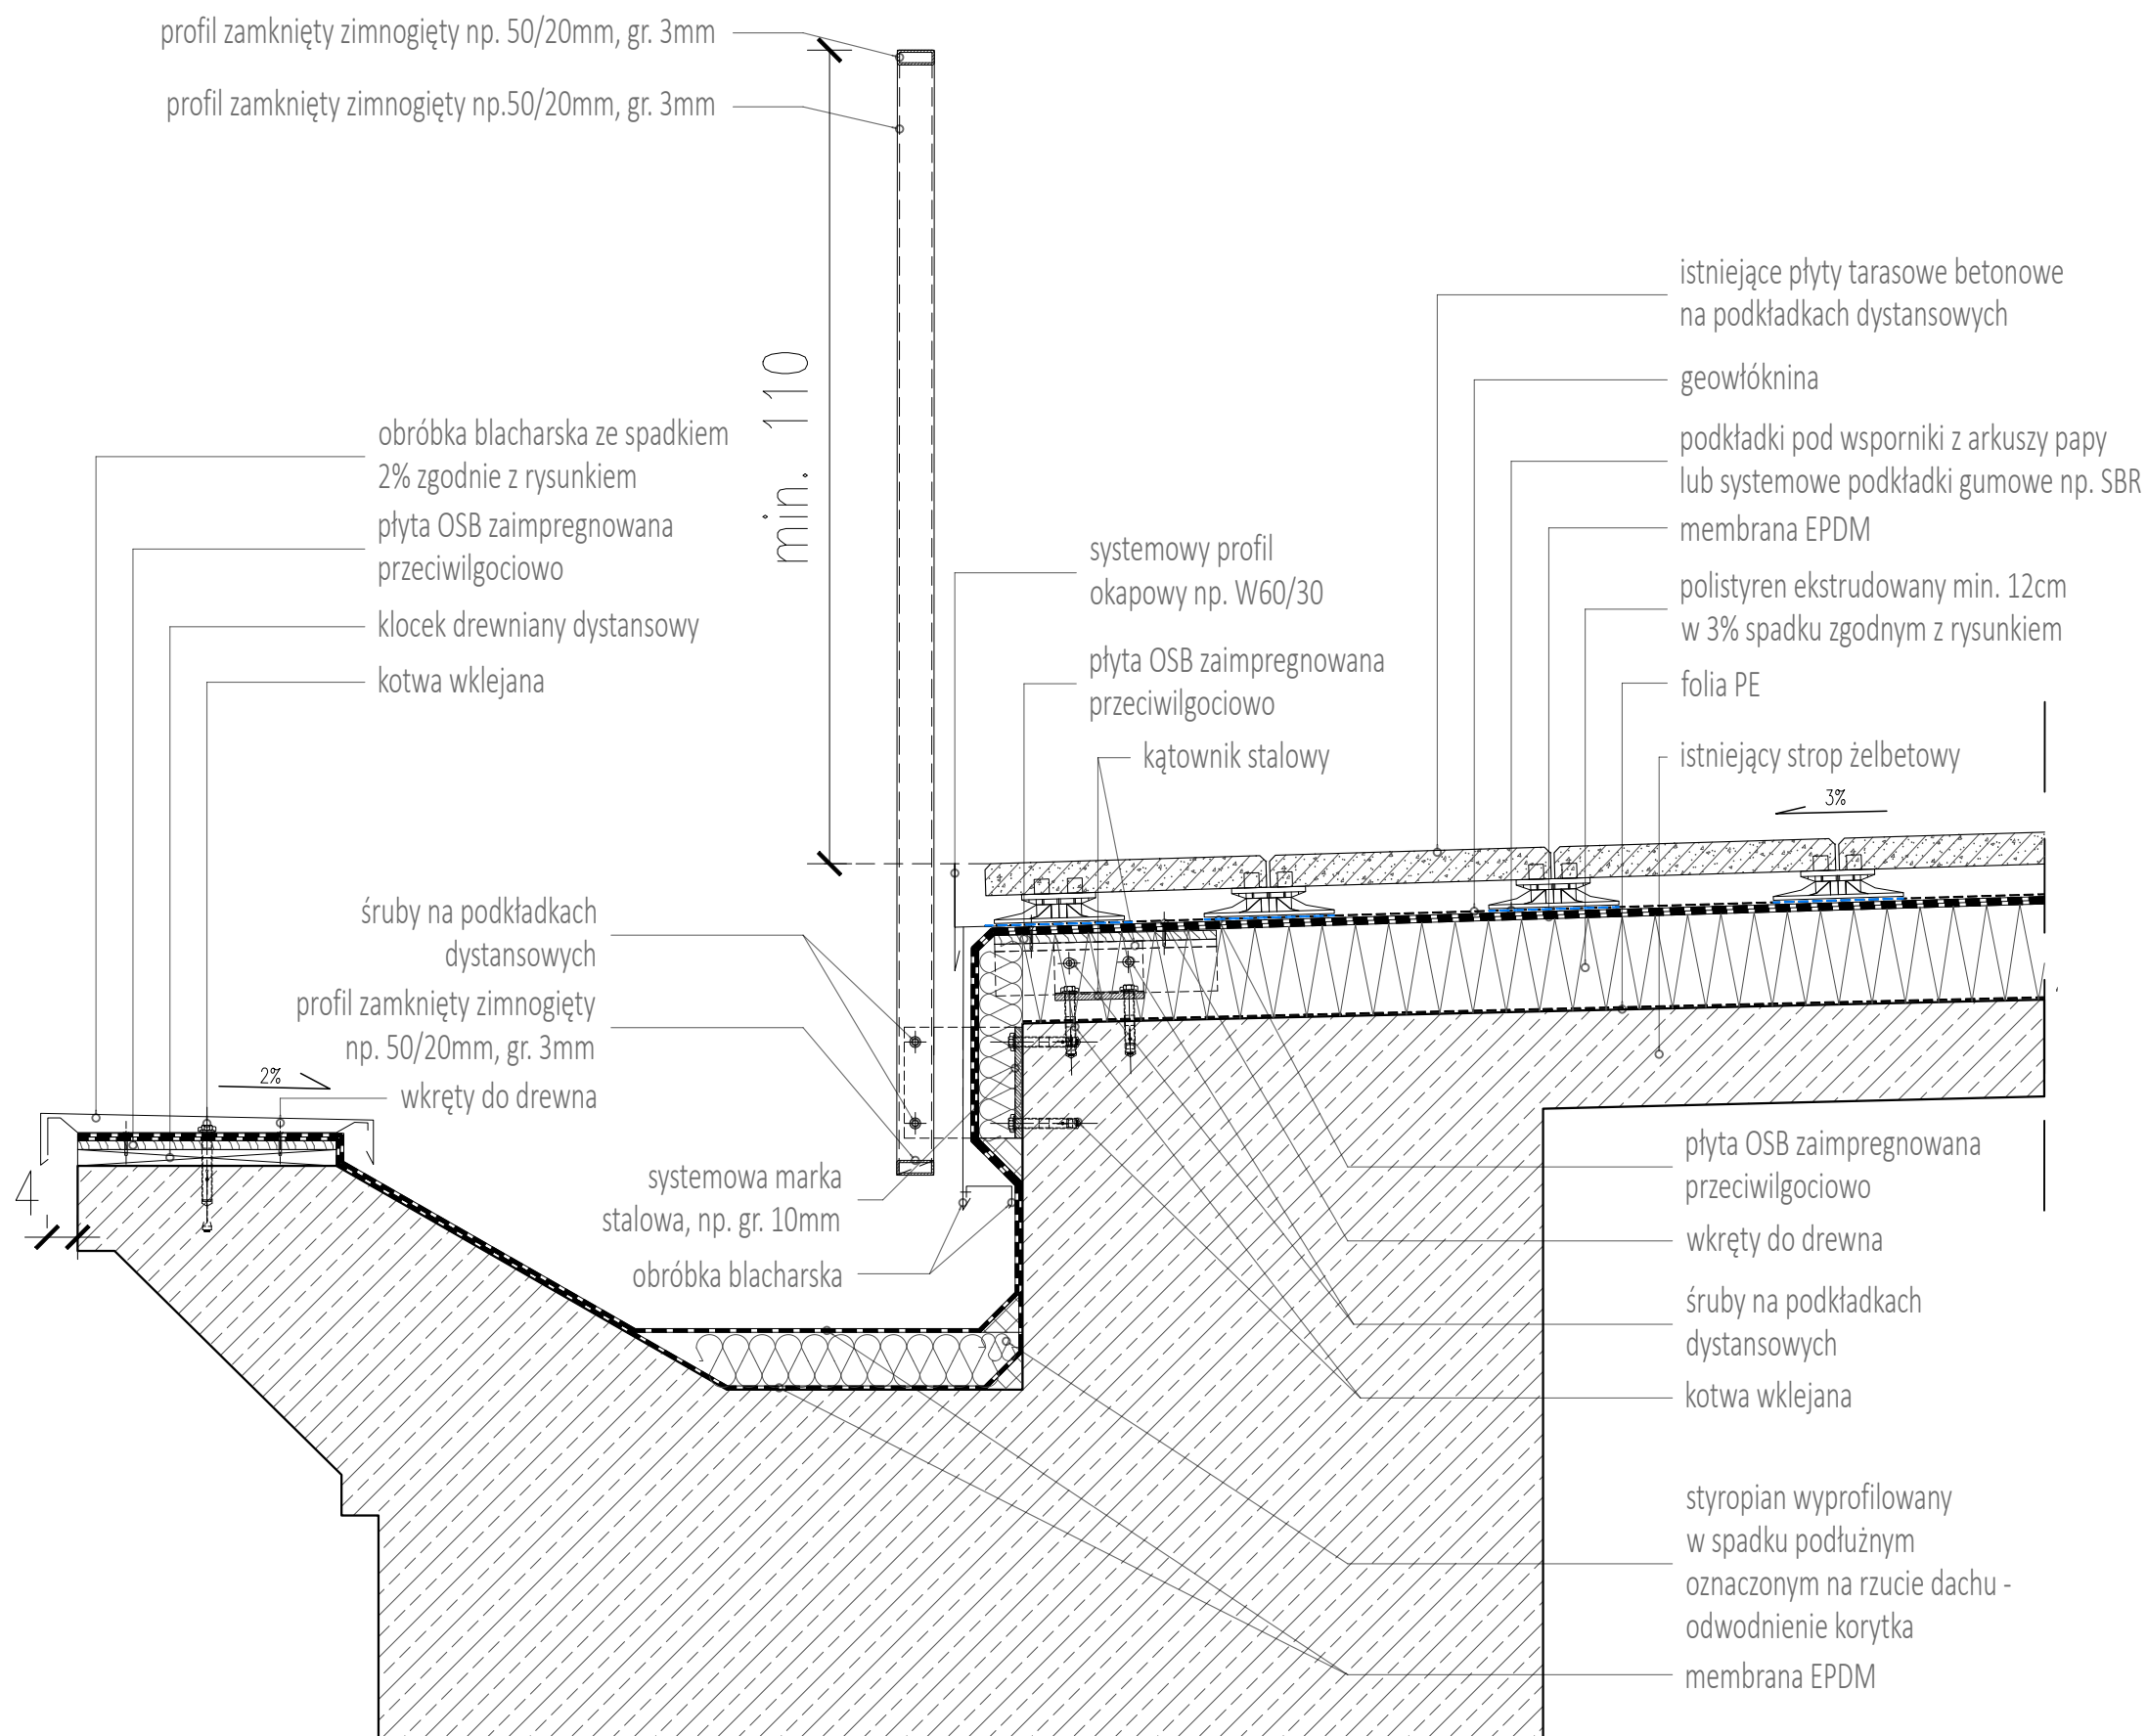 profil zamknięty zimnogięty np. 50/20mm, gr. 3mm
profil zamknięty zimnogięty np.50/20mm, gr. 3mm
min. 110
obróbka blacharska ze spadkiem
2% zgodnie z rysunkiem
płyta OSB zaimpregnowana
przeciwilgociowo
klocek drewniany dystansowy
kotwa wklejana
systemowy profil
okapowy np. W60/30
płyta OSB zaimpregnowana
przeciwilgociowo
kątownik stalowy
istniejące płyty tarasowe betonowe
na podkładkach dystansowych
geowłóknina
podkładki pod wsporniki z arkuszy papy
lub systemowe podkładki gumowe np. SBR
membrana EPDM
polistyren ekstrudowany min. 12cm
w 3% spadku zgodnym z rysunkiem
folia PE
istniejący strop żelbetowy
3%
śruby na podkładkach
dystansowych
profil zamknięty zimnogięty
np. 50/20mm, gr. 3mm
wkręty do drewna
2%
4
systemowa marka
stalowa, np. gr. 10mm
obróbka blacharska
płyta OSB zaimpregnowana
przeciwilgociowo
wkręty do drewna
śruby na podkładkach
dystansowych
kotwa wklejana
styropian wyprofilowany
w spadku podłużnym
oznaczonym na rzucie dachu -
odwodnienie korytka
membrana EPDM